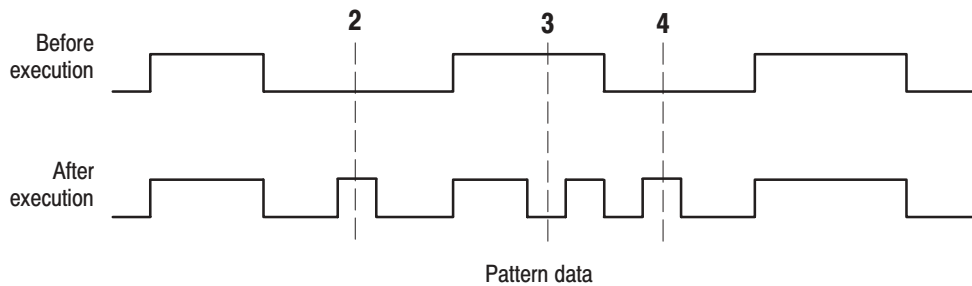 2 3 4
Before
execution
After
execution
Pattern data